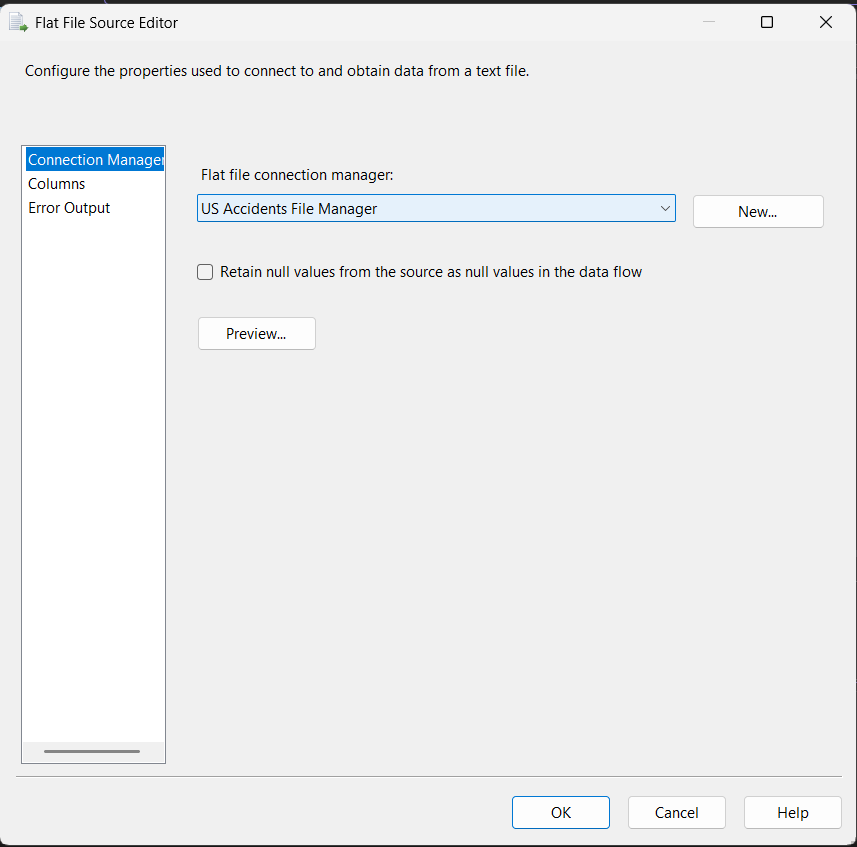 Flat File Source Editor
Configure the properties used to connect to and obtain data from a text file.
Connection Manager
Columns
Error Output
Flat file connection manager:
US Accidents File Manager
New...
Retain null values from the source as null values in the data flow
Preview...
OK
Cancel
Help